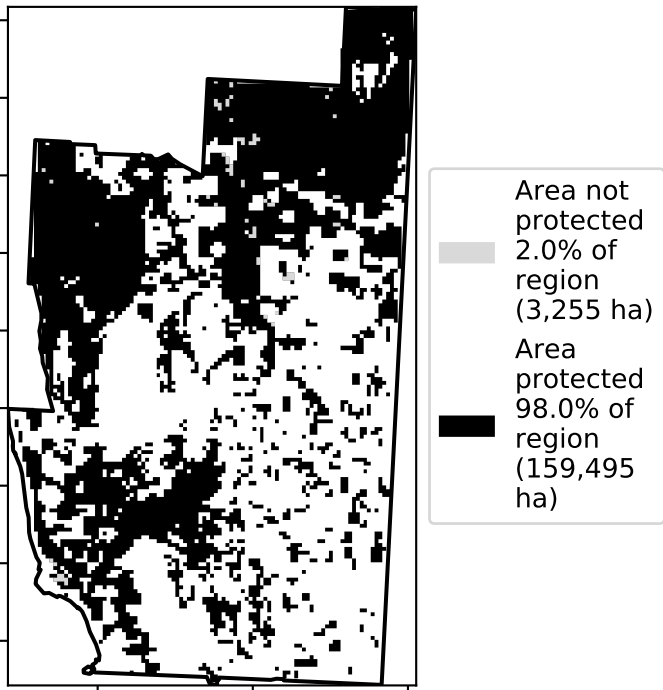 Area not
protected
2.0% of
region
(3,255 ha)
Area
protected
98.0% of
region
(159,495
ha)